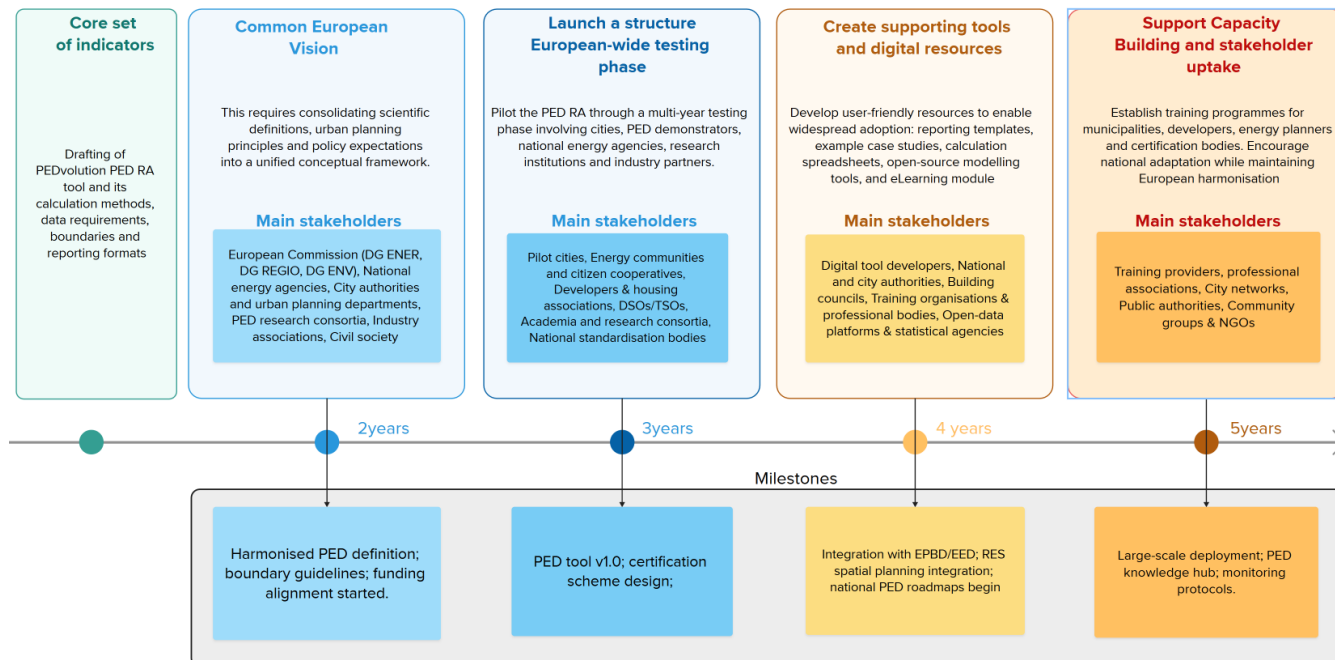 Core set
of indicators
Drafting of
PEDvolution PED RA
tool and its
calculation methods,
data requirements,
boundaries and
reporting formats
Common European
Vision
This requires consolidating scientific
definitions, urban planning
principles and policy expectations
into a unified conceptual framework.
Main stakeholders
European Commission (DG ENER,
DG REGIO, DG ENV), National
energy agencies, City authorities
and urban planning departments,
PED research consortia, Industry
associations, Civil society
Launch a structure
European-wide testing
phase
Pilot the PED RA through a multi-year testing
phase involving cities, PED demonstrators,
national energy agencies, research
institutions and industry partners.
Main stakeholders
Pilot cities, Energy communities
and citizen cooperatives,
Developers & housing
associations, DSOs/TSOs,
Academia and research consortia,
National standardisation bodies
Create supporting tools
and digital resources
Develop user-friendly resources to enable
widespread adoption: reporting templates,
example case studies, calculation
spreadsheets, open-source modelling
tools, and eLearning module
Main stakeholders
Digital tool developers, National
and city authorities, Building
councils, Training organisations &
professional bodies, Open-data
platforms & statistical agencies
Support Capacity
Building and stakeholder
uptake
Establish training programmes for
municipalities, developers, energy planners
and certification bodies. Encourage
national adaptation while maintaining
European harmonisation
Main stakeholders
Training providers, professional
associations, City networks,
Public authorities, Community
groups & NGOs
2years
3years
4 years
5years
Milestones
Harmonised PED definition;
boundary guidelines; funding
alignment started.
PED tool v1.0; certification
scheme design;
Integration with EPBD/EED; RES
spatial planning integration;
national PED roadmaps begin
Large-scale deployment; PED
knowledge hub; monitoring
protocols.